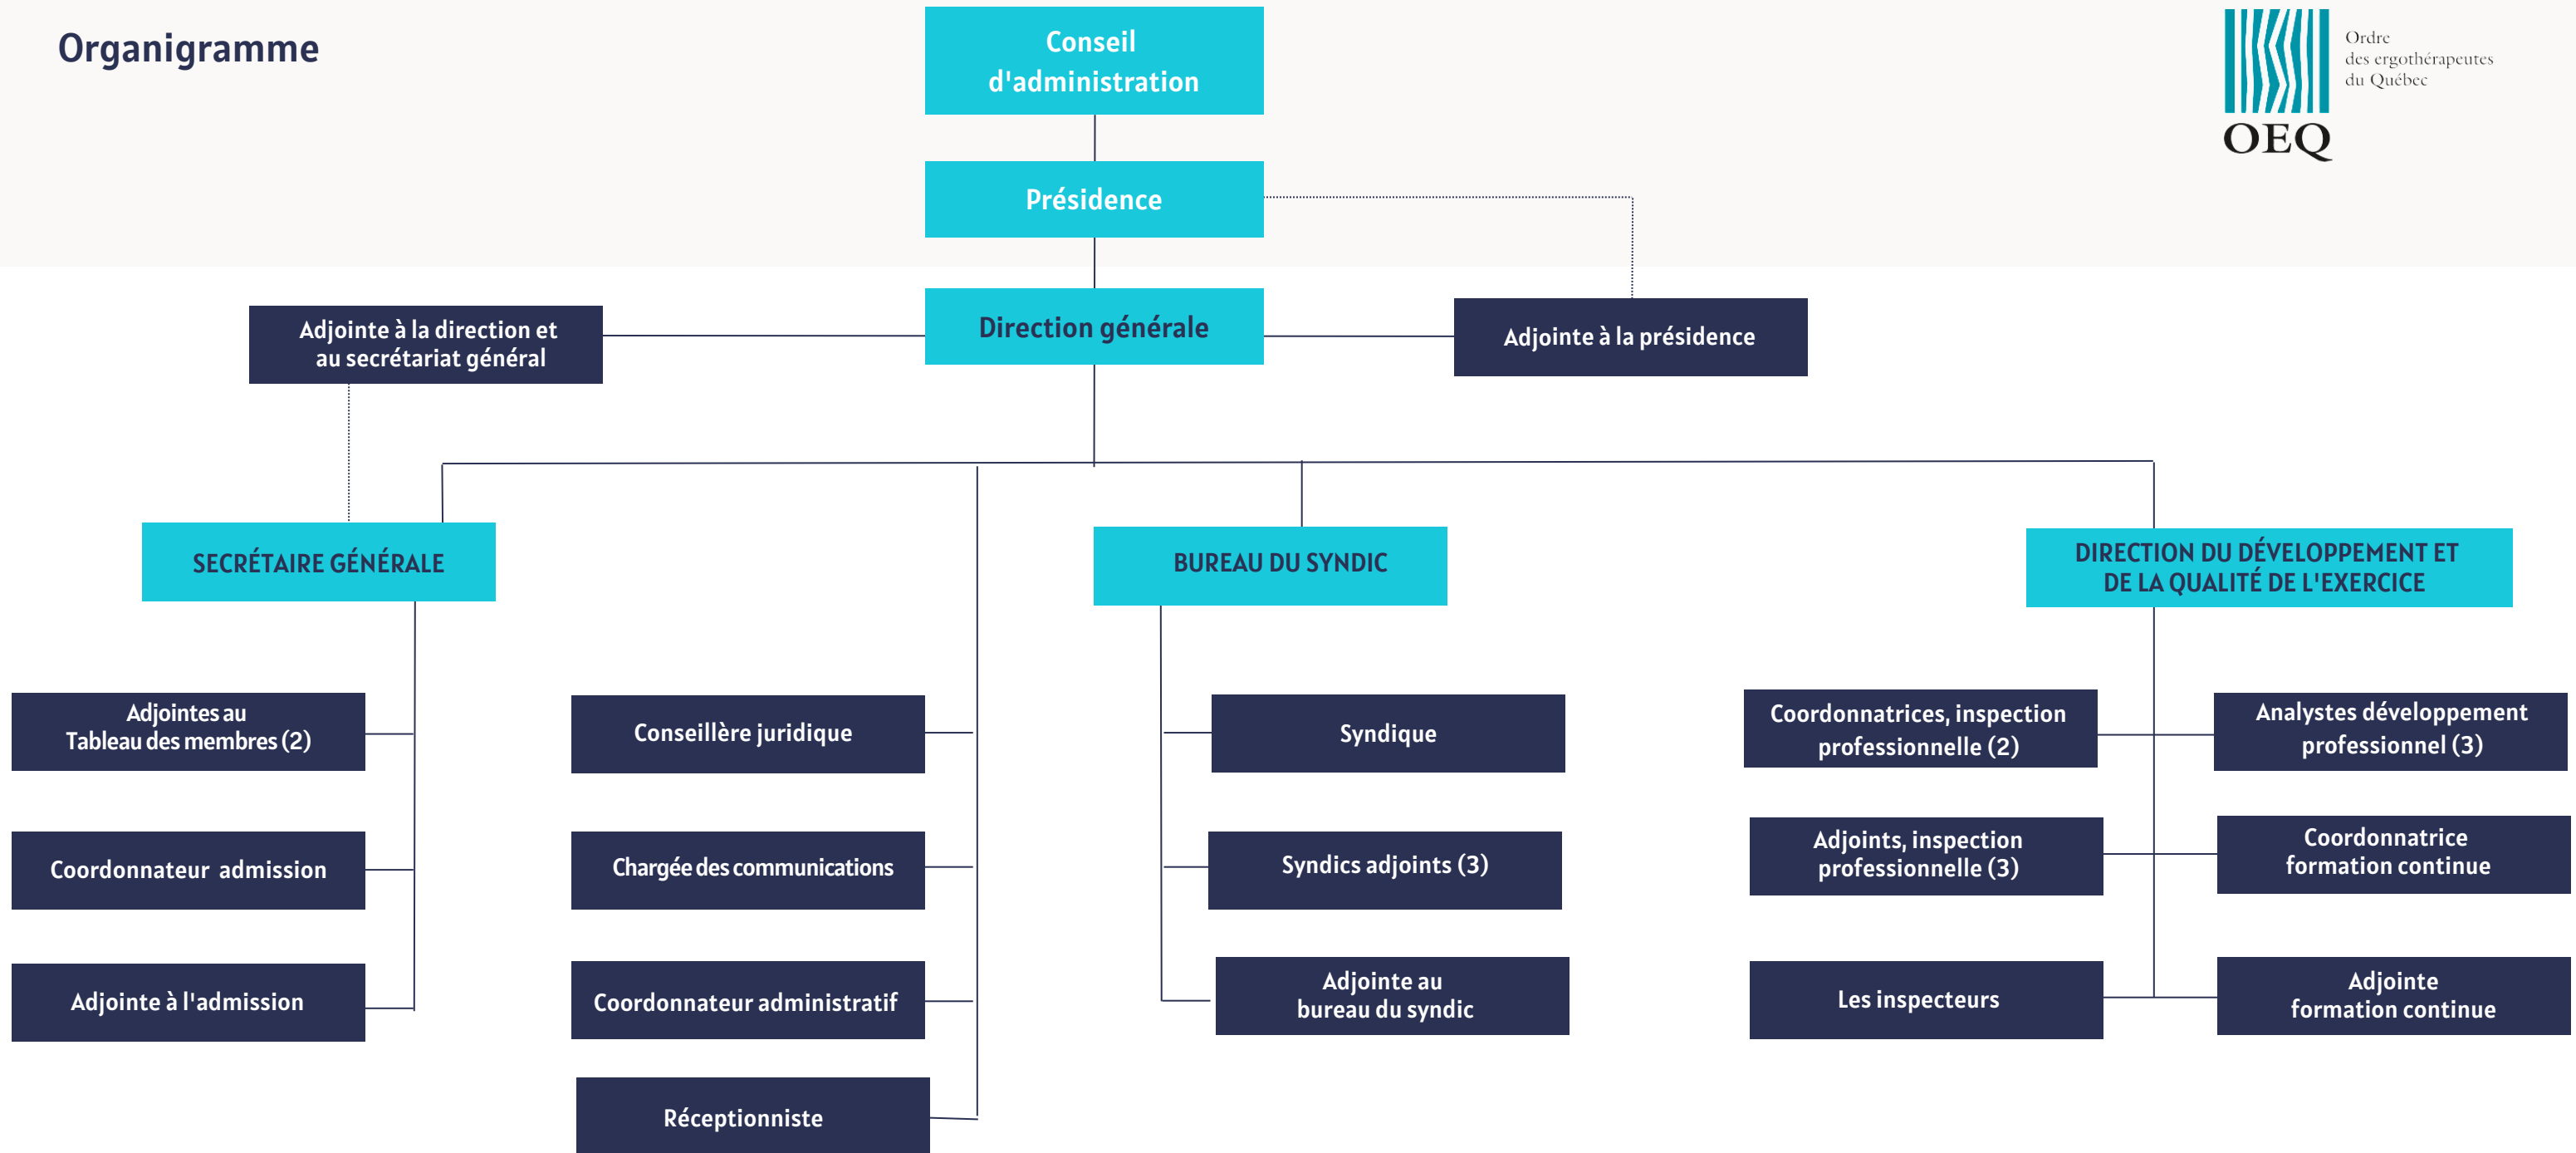 Organigramme
Conseil
d'administration
Ordre
des ergothérapeutes
du Québec
OEQ
Présidence
Direction générale
Adjointe à la direction et
au secrétariat général
Adjointe à la présidence
SECRÉTAIRE GÉNÉRALE
BUREAU DU SYNDIC
DIRECTION DU DÉVELOPPEMENT ET
DE LA QUALITÉ DE L'EXERCICE
Adjointes au
Tableau des membres (2)
Coordonnateur admission
Adjointe à l'admission
Conseillère juridique
Chargée des communications
Coordonnateur administratif
Réceptionniste
Syndique
Syndics adjoints (3)
Adjointe au
bureau du syndic
Coordonnatrices, inspection
professionnelle (2)
Adjoints, inspection
professionnelle (3)
Les inspecteurs
Analystes développement
professionnel (3)
Coordonnatrice
formation continue
Adjointe
formation continue